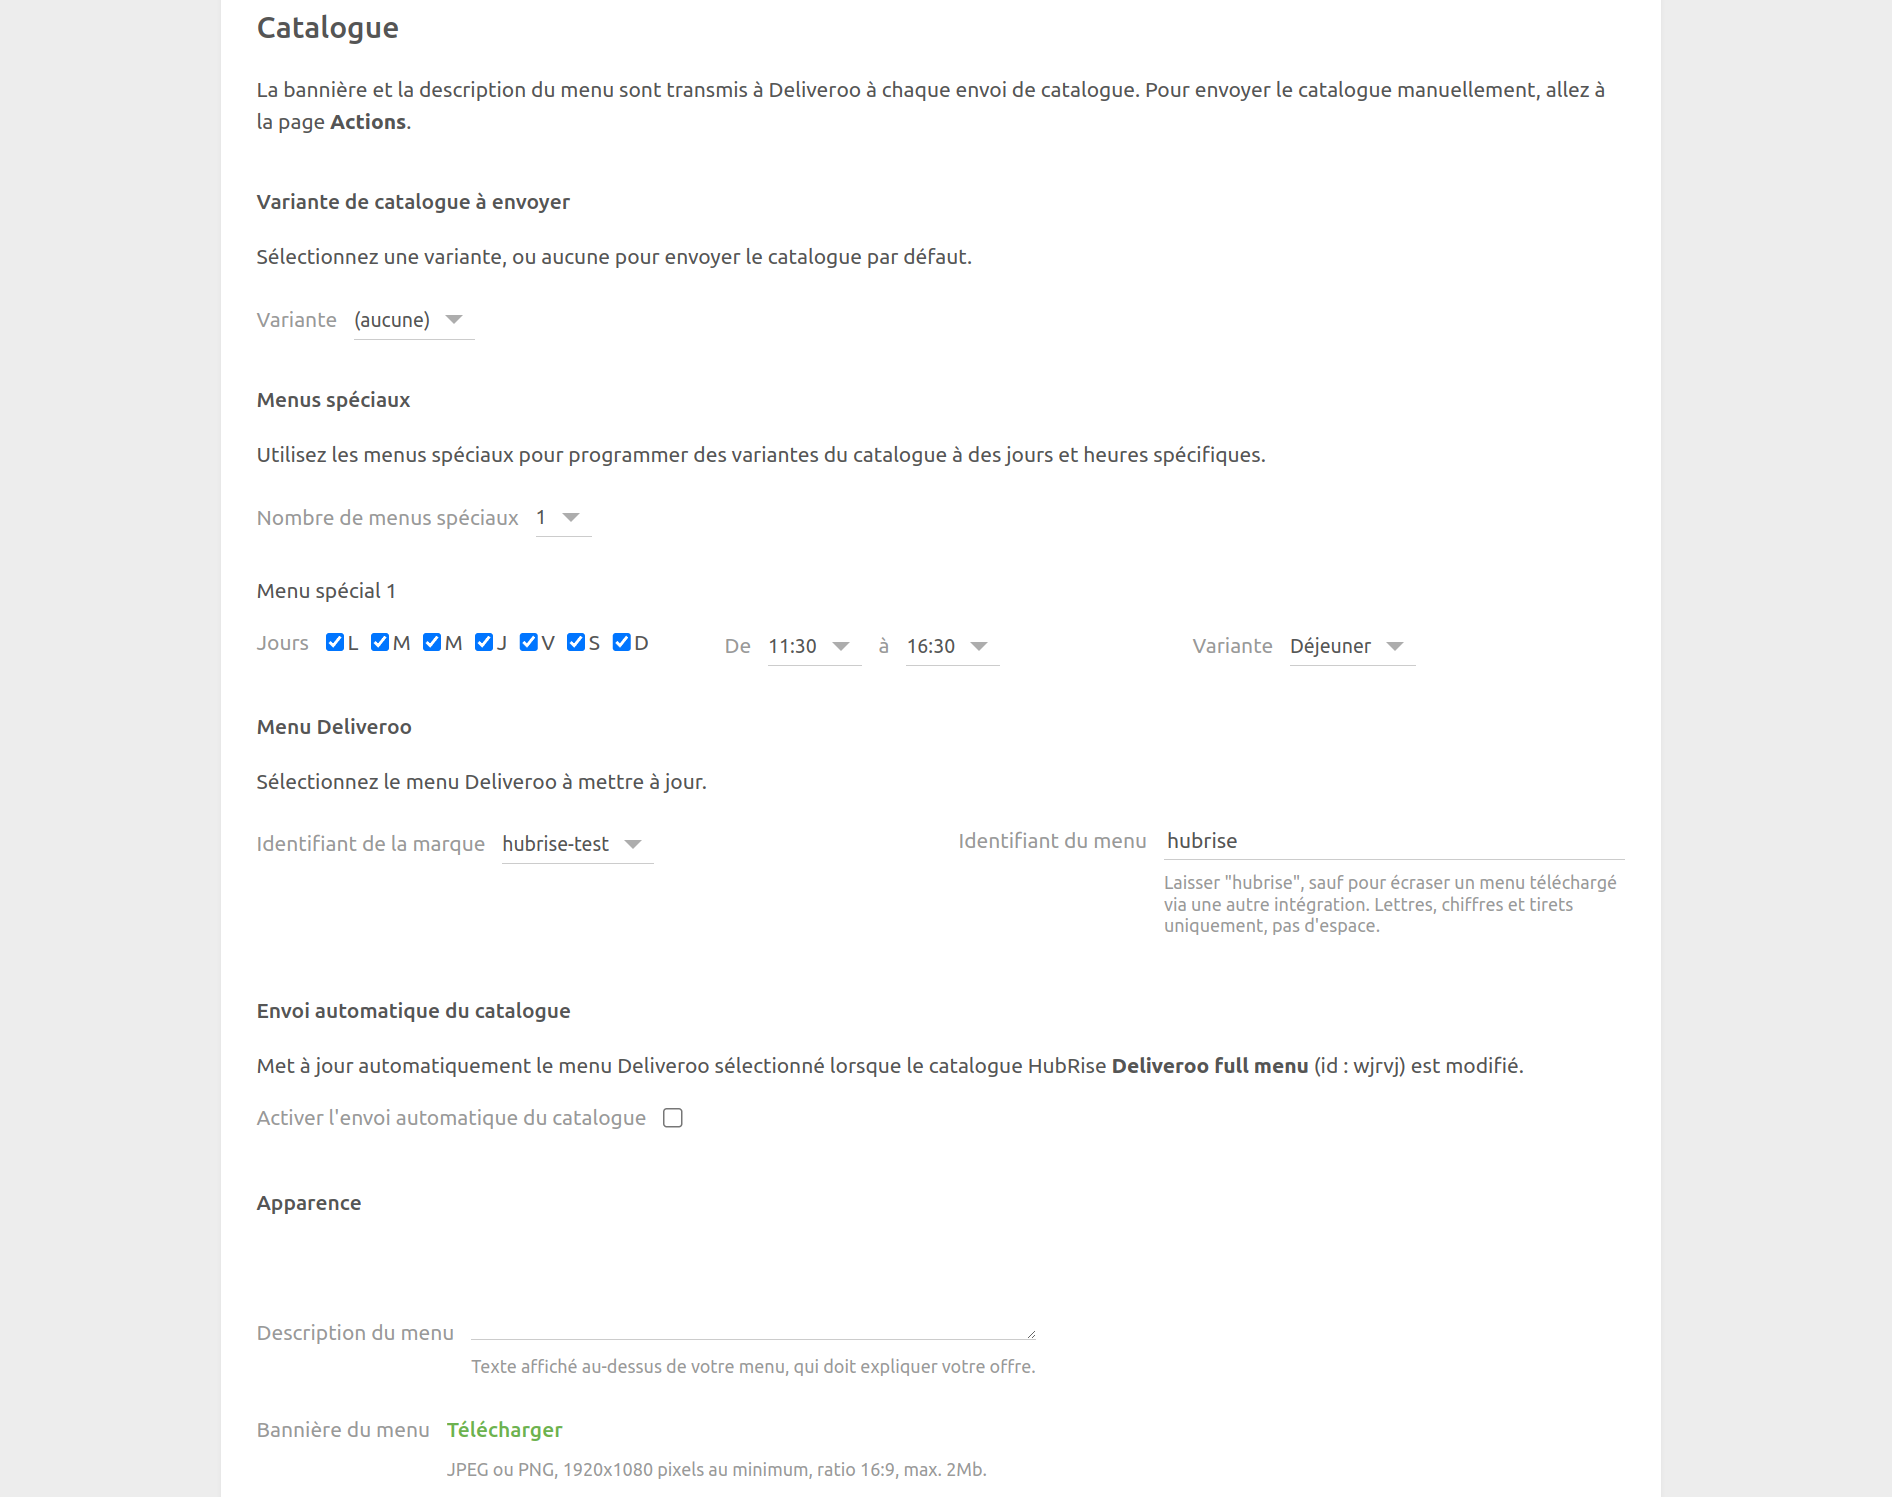 Catalogue
La bannière et la description du menu sont transmis à Deliveroo à chaque envoi de catalogue. Pour envoyer le catalogue manuellement, allez à
la page Actions.
Variante de catalogue à envoyer
Sélectionnez une variante, ou aucune pour envoyer le catalogue par défaut.
Variante (aucune)
Menus spéciaux
Utilisez les menus spéciaux pour programmer des variantes du catalogue à des jours et heures spécifiques.
Nombre de menus spéciaux 1
Menu spécial 1
Jours L M M J V S D De 11:30 à 16:30 Variante Déjeuner
Menu Deliveroo
Sélectionnez le menu Deliveroo à mettre à jour.
Identifiant de la marque hubrise-test Identifiant du menu hubrise
Laisser "hubrise", sauf pour écraser un menu téléchargé
via une autre intégration. Lettres, chiffres et tirets
uniquement, pas d'espace.
Envoi automatique du catalogue
Met à jour automatiquement le menu Deliveroo sélectionné lorsque le catalogue HubRise Deliveroo full menu (id : wjrvj) est modifié.
Activer l'envoi automatique du catalogue
Apparence
Description du menu
Texte affiché au-dessus de votre menu, qui doit expliquer votre offre.
Bannière du menu Télécharger
JPEG ou PNG, 1920x1080 pixels au minimum, ratio 16:9, max. 2Mb.